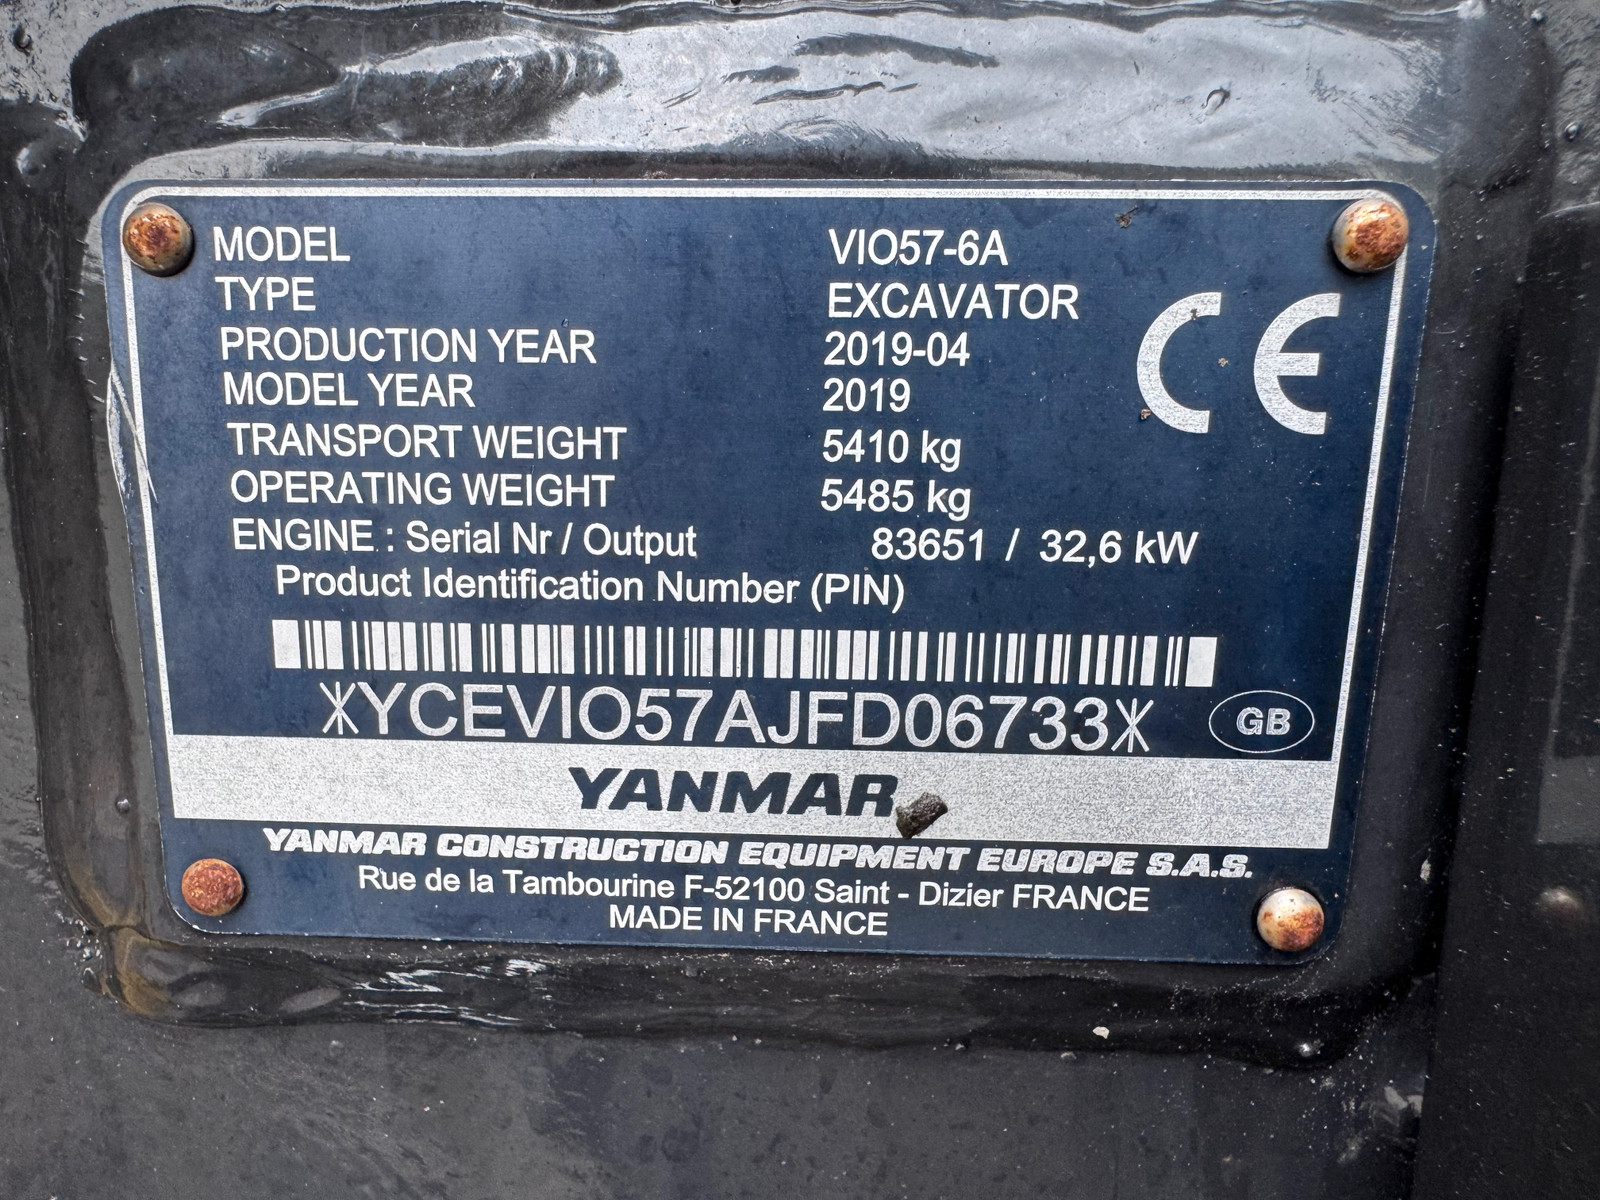 MODEL VIO57-6A
TYPE EXCAVATOR
PRODUCTION YEAR 2019-04
MODEL YEAR 2019
TRANSPORT WEIGHT 5410 kg
OPERATING WEIGHT 5485 kg
ENGINE : Serial Nr / Output 83651 / 32,6 kW
Product Identification Number (PIN)
CE
*YCEVIO57AJFD06733*
GB
YANMAR
YANMAR CONSTRUCTION EQUIPMENT EUROPE S.A.S.
Rue de la Tambourine F-52100 Saint - Dizier FRANCE
MADE IN FRANCE